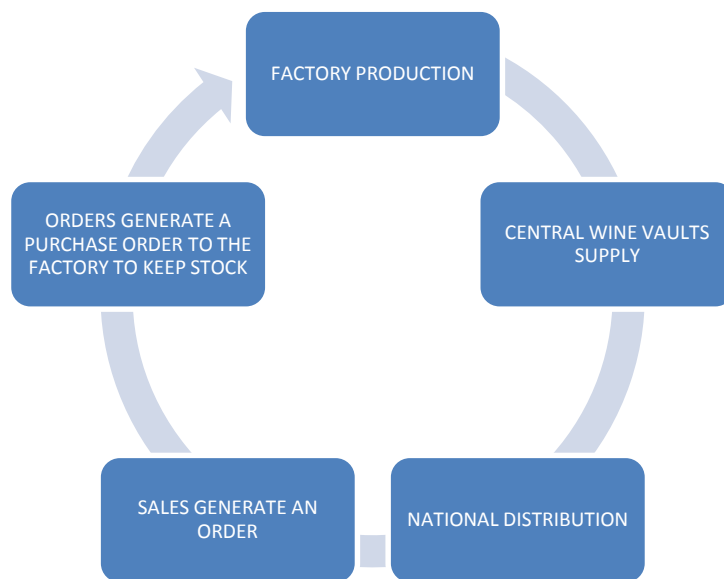 FACTORY PRODUCTION
CENTRAL WINE VAULTS
SUPPLY
NATIONAL DISTRIBUTION
SALES GENERATE AN
ORDER
ORDERS GENERATE A
PURCHASE ORDER TO THE
FACTORY TO KEEP STOCK